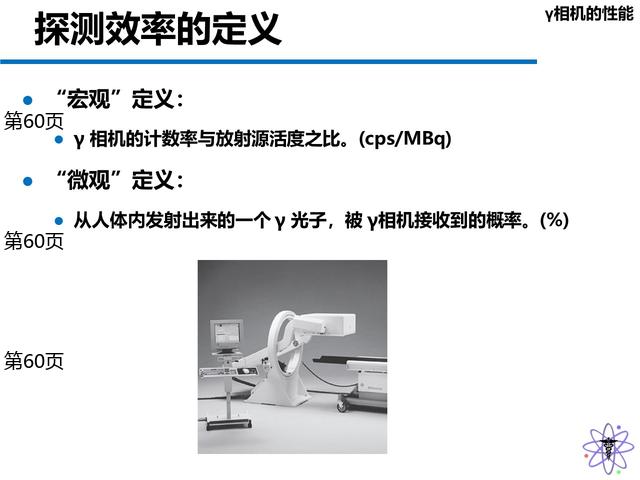 γ相机的性能
探测效率的定义
“宏观”定义：
第60页
γ 相机的计数率与放射源活度之比。(cps/MBq)
“微观”定义：
从人体内发射出来的一个 γ 光子，被 γ相机接收到的概率。(%)
第60页
第60页